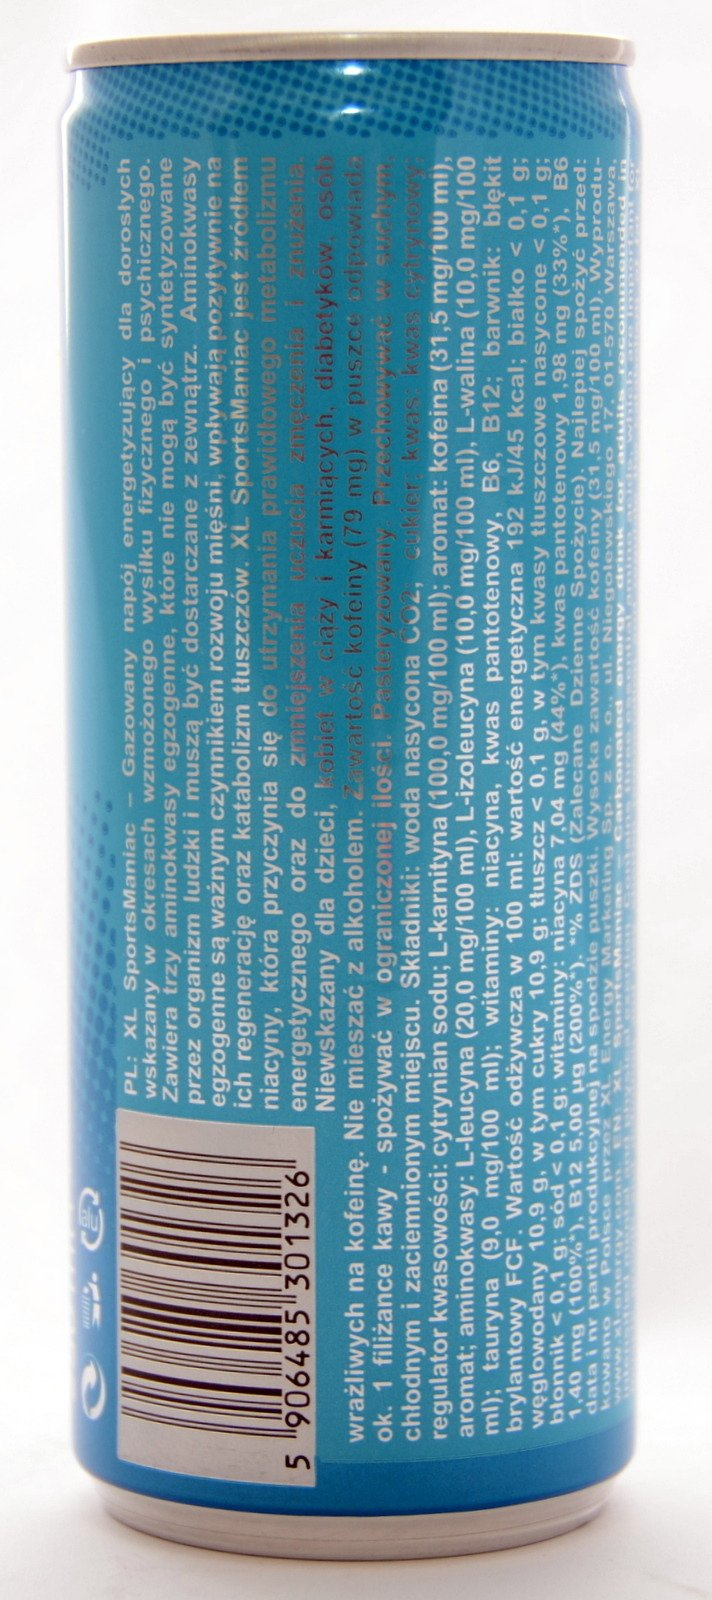 PL: XL SportsManiac – Gazowany napój energetyzujący dla dorosłych
wskazany w okresach wzmożonego wysiłku fizycznego i psychicznego.
Zawiera trzy aminokwasy egzogenne, które nie mogą być syntetyzowane
przez organizm ludzki i muszą być dostarczane z zewnątrz. Aminokwasy
egzogenne są ważnym czynnikiem rozwoju mięśni, wpływają pozytywnie na
ich regenerację oraz katabolizm tłuszczów. XL SportsManiac jest źródłem
niacyny, która przyczynia się do utrzymania prawidłowego metabolizmu
energetycznego oraz do zmniejszenia uczucia zmęczenia i znużenia.
Niewskazany dla dzieci, kobiet w ciąży i karmiących, diabetyków, osób
wrażliwych na kofeinę. Nie mieszać z alkoholem. Zawartość kofeiny (79 mg) w puszce odpowiada
ok. 1 filiżance kawy - spożywać w ograniczonej ilości. Pasteryzowany. Przechowywać w suchym,
chłodnym i zaciemnionym miejscu. Składniki: woda nasycona CO2, cukier; kwas: kwas cytrynowy;
regulator kwasowości: cytrynian sodu; L-karnityna (100,0 mg/100 ml); aromat: kofeina (31,5 mg/100 ml),
aromat; aminokwasy: L-leucyna (20,0 mg/100 ml), L-izoleucyna (10,0 mg/100 ml), L-walina (10,0 mg/100
ml); tauryna (9,0 mg/100 ml); witaminy: niacyna, kwas pantotenowy, B6, B12; barwnik: błękit
brylantowy FCF. Wartość odżywcza w 100 ml: wartość energetyczna 192 kJ/45 kcal; białko < 0,1 g;
węglowodany 10,9 g, w tym cukry 10,9 g; tłuszcz < 0,1 g, w tym kwasy tłuszczowe nasycone < 0,1 g;
błonnik < 0,1 g; sód < 0,1 g; witaminy: niacyna 7,04 mg (44%*), kwas pantotenowy 1,98 mg (33%*), B6
1,40 mg (100%*), B12 5,00 µg (200%*). *% ZDS (Zalecane Dzienne Spożycie). Najlepiej spożyć przed:
data i nr partii produkcyjnej na spodzie puszki. Wysoka zawartość kofeiny (31,5 mg/100 ml). Wyprodu-
kowano w Polsce przez XL Energy Marketing Sp. z o. o., ul. Niegolewskiego 17, 01-570 Warszawa,
EN: XL SportsManiac – Carbonated energy drink for adults recommended in
alu
5 906485 301326